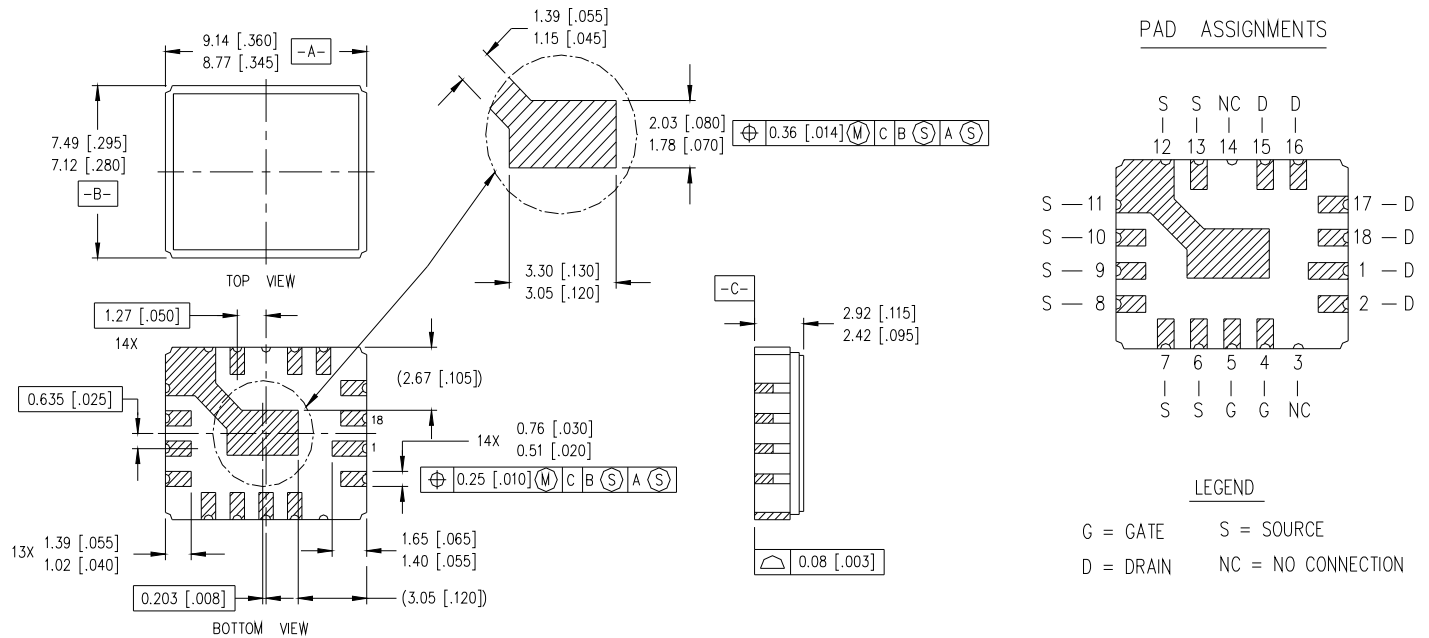 9.14 [.360]
8.77 [.345]
-A-
7.49 [.295]
7.12 [.280]
-B-
TOP VIEW
1.39 [.055]
1.15 [.045]
2.03 [.080]
1.78 [.070]
0.36 [.014] M C B S A S
3.30 [.130]
3.05 [.120]
1.27 [.050]
14X
0.635 [.025]
(2.67 [.105])
18
1
14X 0.76 [.030]
0.51 [.020]
0.25 [.010] M C B S A S
13X 1.39 [.055]
1.02 [.040]
1.65 [.065]
1.40 [.055]
0.203 [.008]
(3.05 [.120])
BOTTOM VIEW
-C-
2.92 [.115]
2.42 [.095]
0.08 [.003]
PAD ASSIGNMENTS
S S NC D D
12 13 14 15 16
S — 11
17 — D
S — 10
18 — D
S — 9
1 — D
S — 8
2 — D
7 6 5 4 3
S S G G NC
LEGEND
G = GATE S = SOURCE
D = DRAIN NC = NO CONNECTION